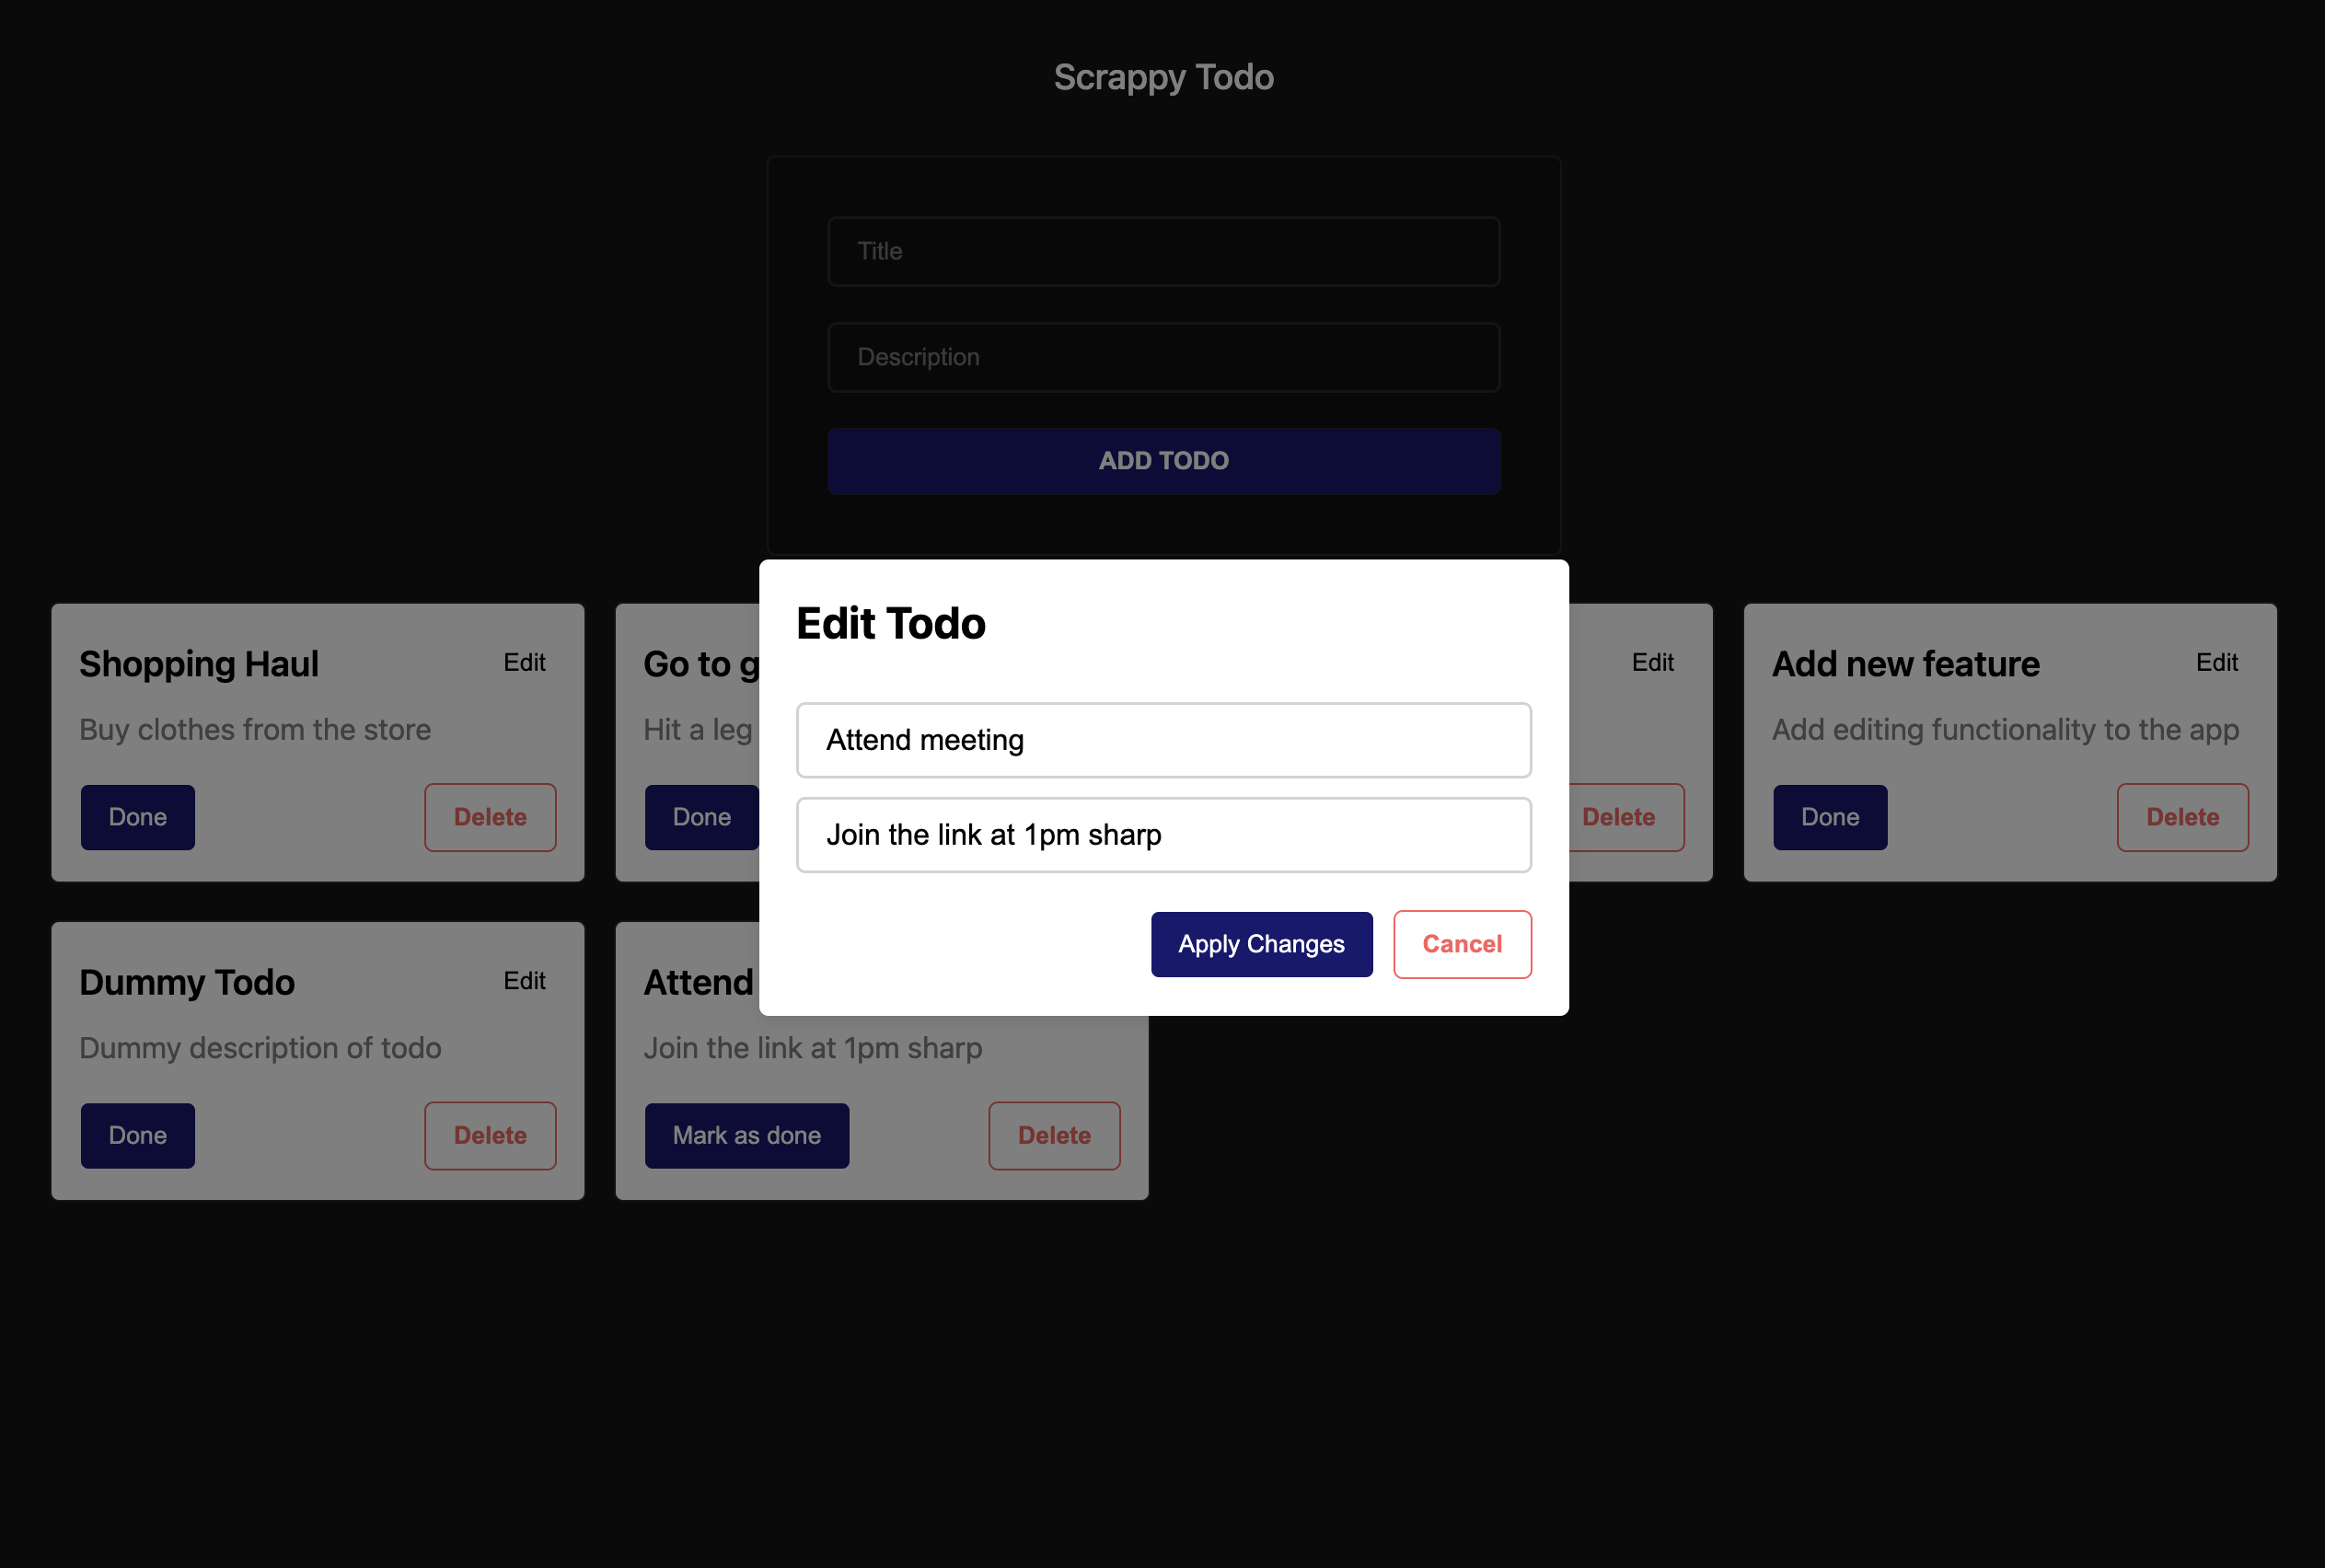 Scrappy Todo
Title
Description
ADD TODO
Edit Todo
Attend meeting
Join the link at 1pm sharp
Apply Changes
Cancel
Shopping Haul
Edit
Buy clothes from the store
Done
Delete
Go to
Hit a leg
Done
Edit
Delete
Add new feature
Edit
Add editing functionality to the app
Done
Delete
Dummy Todo
Edit
Dummy description of todo
Done
Delete
Attend
Join the link at 1pm sharp
Mark as done
Delete